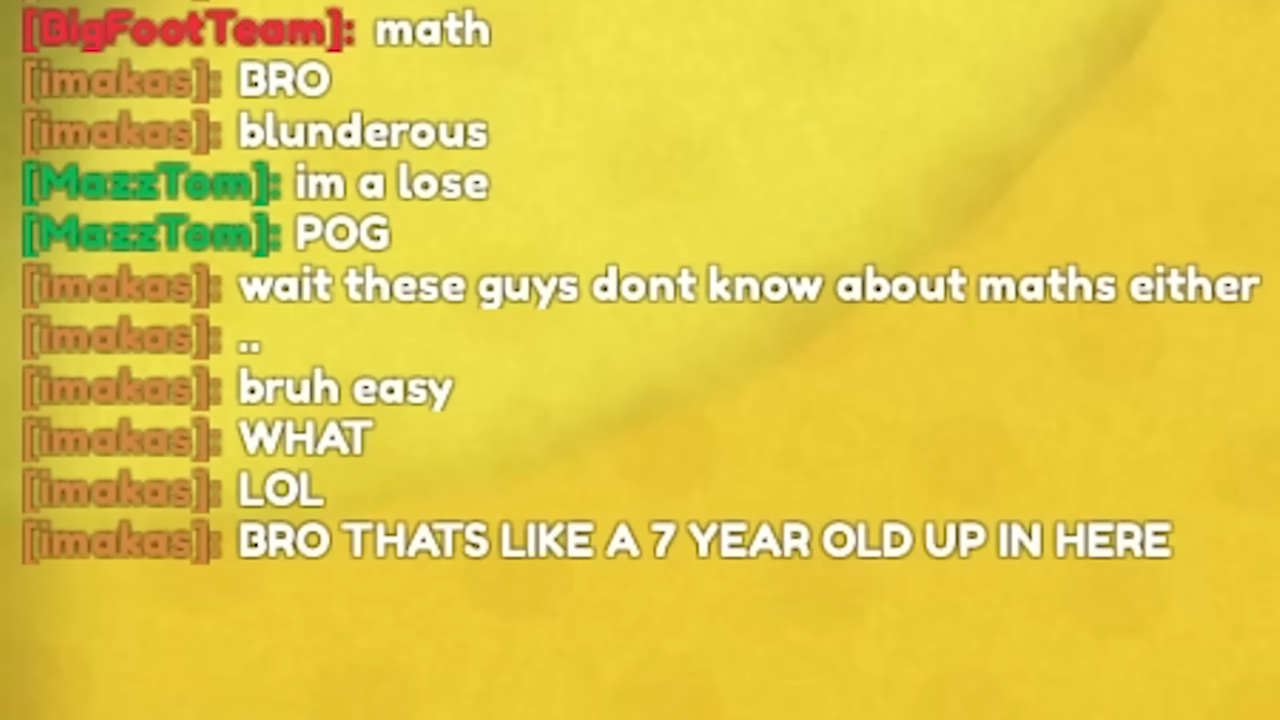 [BigFootTeam]: math
[imakas]: BRO
[imakas]: blunderous
[MazzTom]: im a lose
[MazzTom]: POG
[imakas]: wait these guys dont know about maths either
[imakas]: ..
[imakas]: bruh easy
[imakas]: WHAT
[imakas]: LOL
[imakas]: BRO THATS LIKE A 7 YEAR OLD UP IN HERE